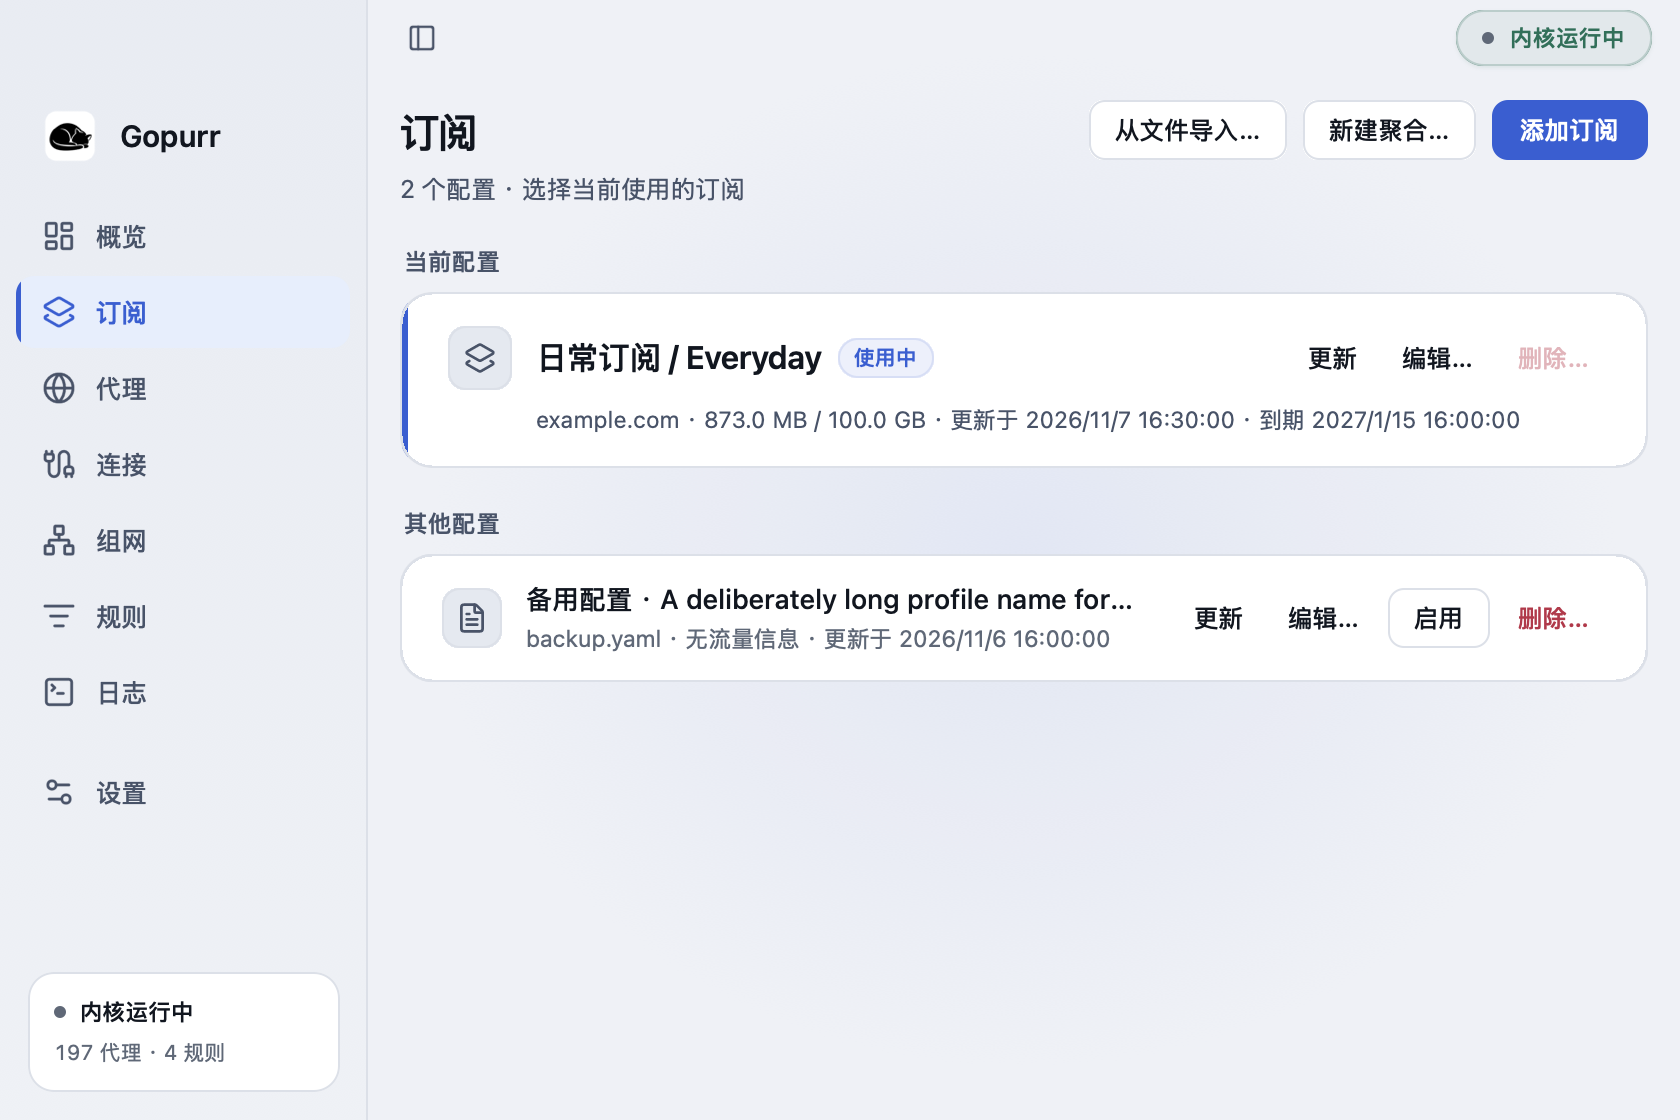 内核运行中
Gopurr
概览
订阅
代理
连接
组网
规则
日志
设置
内核运行中
197 代理 · 4 规则
订阅
从文件导入...
新建聚合...
添加订阅
2 个配置 · 选择当前使用的订阅
当前配置
日常订阅 / Everyday
使用中
更新
编辑...
删除...
example.com · 873.0 MB / 100.0 GB · 更新于 2026/11/7 16:30:00 · 到期 2027/1/15 16:00:00
其他配置
备用配置 · A deliberately long profile name for...
backup.yaml · 无流量信息 · 更新于 2026/11/6 16:00:00
更新
编辑...
启用
删除...